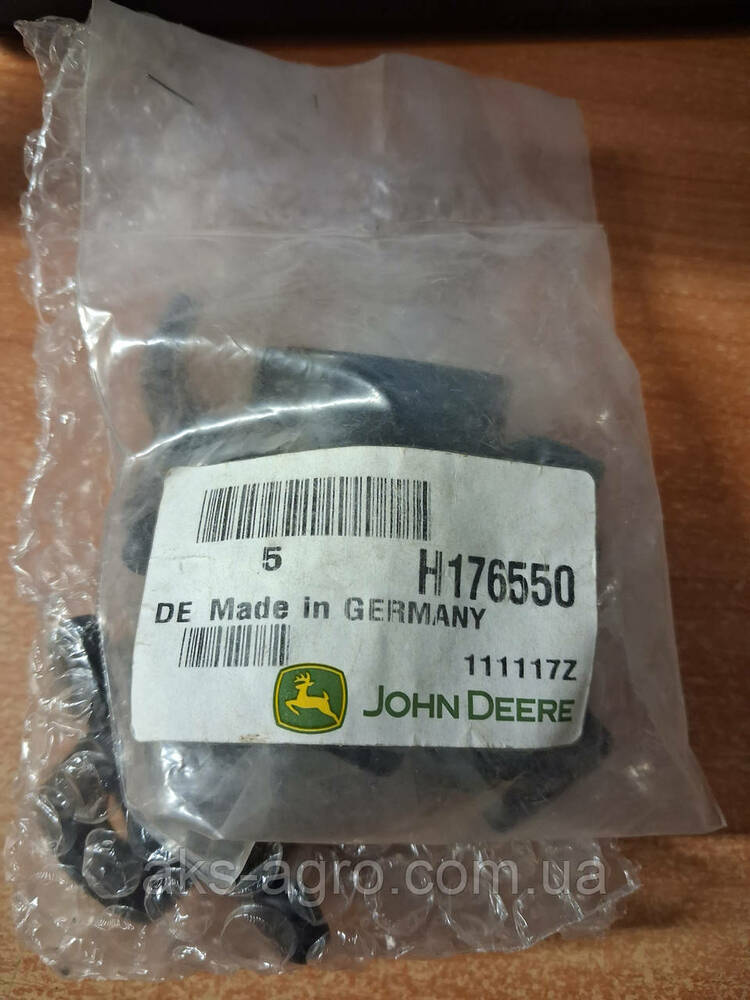 5
H176550
DE Made in GERMANY
111117Z
JOHN DEERE
aks-agro.com.ua